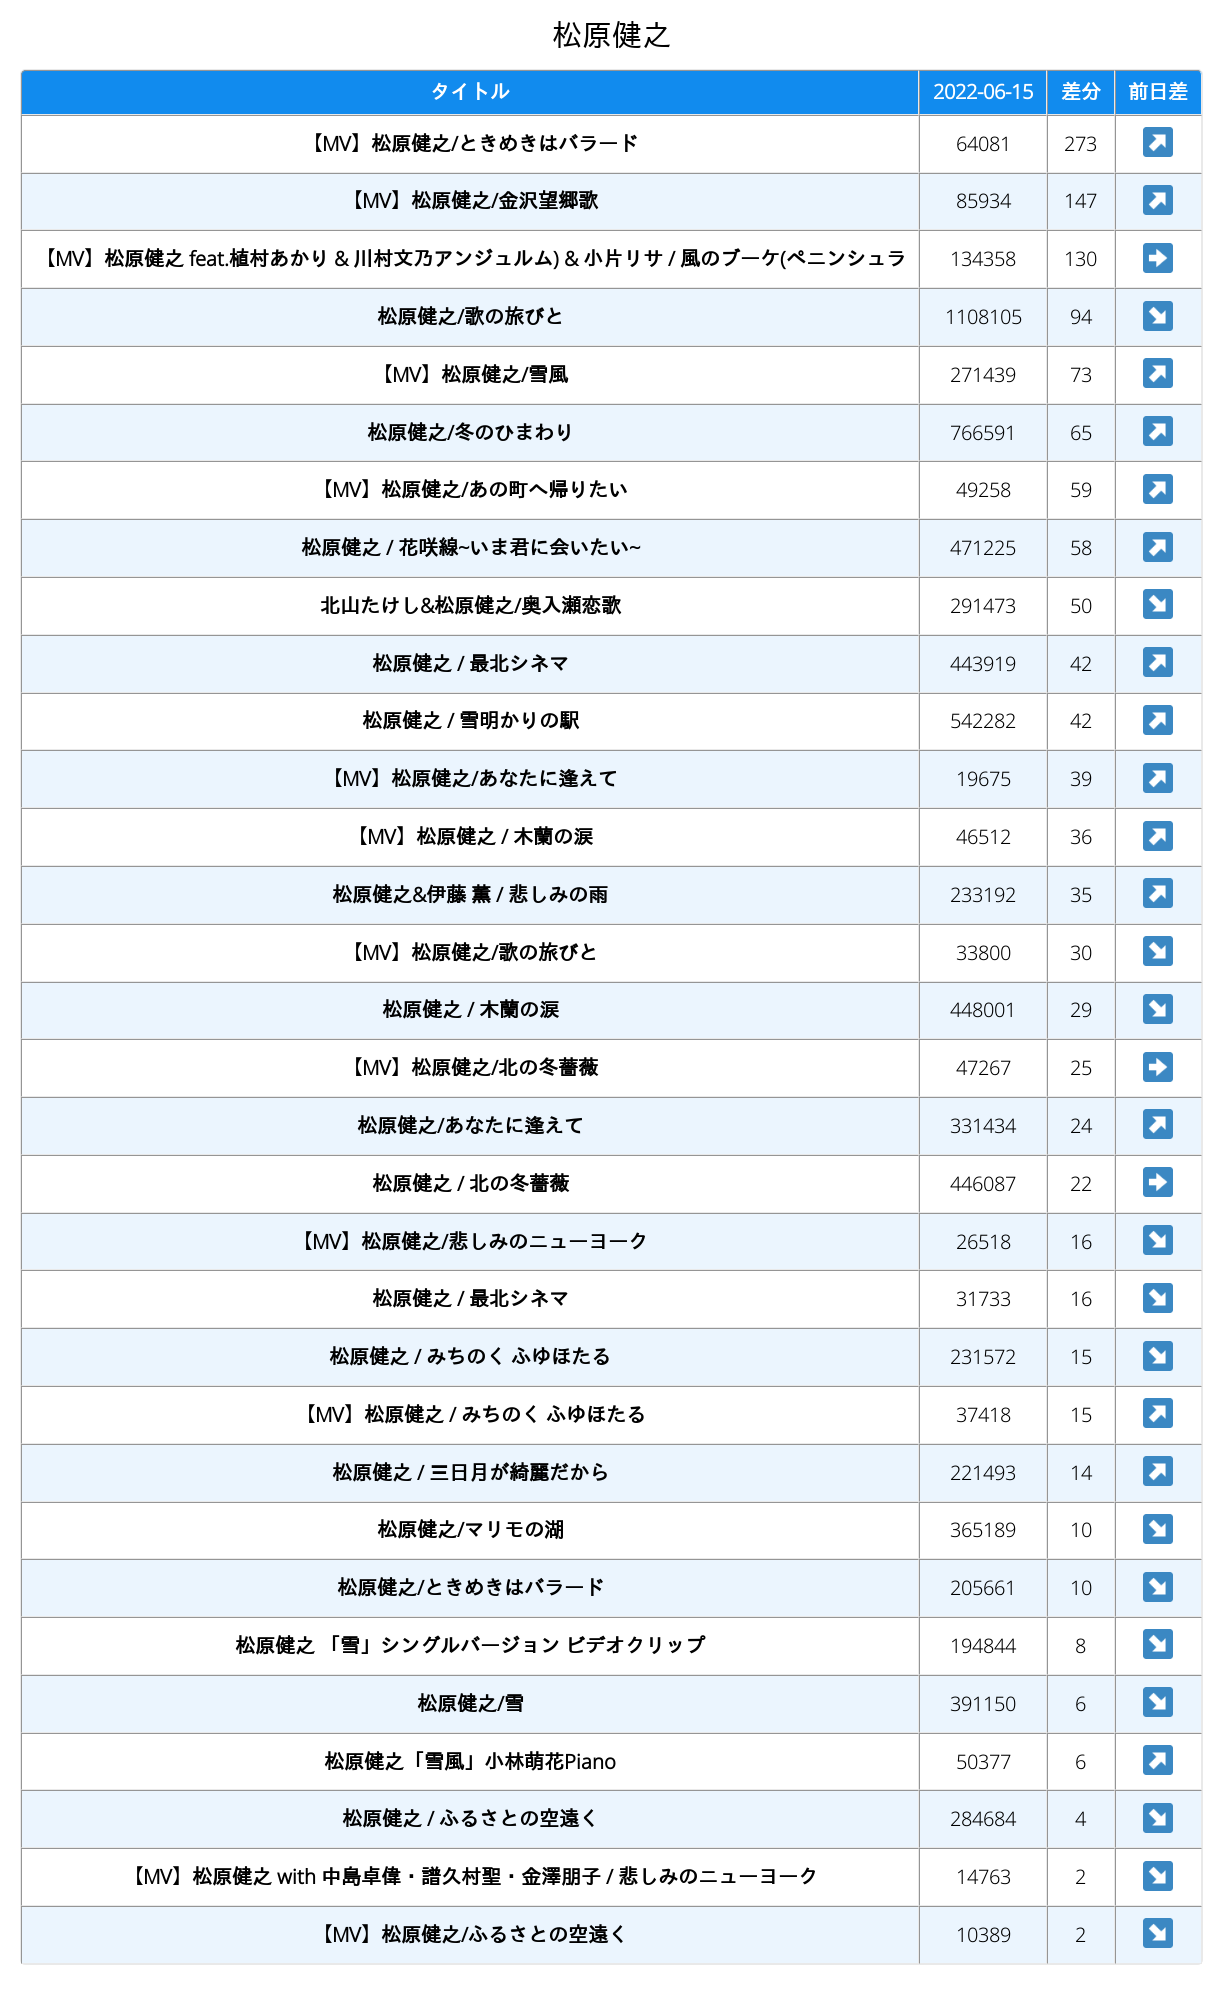 松原健之
タイトル 2022-06-15 差分 前日差
【MV】松原健之/ときめきはバラード 64081 273
【MV】松原健之/金沢望郷歌 85934 147
【MV】松原健之 feat.植村あかり & 川村文乃アンジュルム) & 小片リサ / 風のブーケ(ペニンシュラ 134358 130
松原健之/歌の旅びと 1108105 94
【MV】松原健之/雪風 271439 73
松原健之/冬のひまわり 766591 65
【MV】松原健之/あの町へ帰りたい 49258 59
松原健之 / 花咲線~いま君に会いたい~ 471225 58
北山たけし&松原健之/奥入瀬恋歌 291473 50
松原健之 / 最北シネマ 443919 42
松原健之 / 雪明かりの駅 542282 42
【MV】松原健之/あなたに逢えて 19675 39
【MV】松原健之 / 木蘭の涙 46512 36
松原健之&伊藤 薫 / 悲しみの雨 233192 35
【MV】松原健之/歌の旅びと 33800 30
松原健之 / 木蘭の涙 448001 29
【MV】松原健之/北の冬薔薇 47267 25
松原健之/あなたに逢えて 331434 24
松原健之 / 北の冬薔薇 446087 22
【MV】松原健之/悲しみのニューヨーク 26518 16
松原健之 / 最北シネマ 31733 16
松原健之 / みちのく ふゆほたる 231572 15
【MV】松原健之 / みちのく ふゆほたる 37418 15
松原健之 / 三日月が綺麗だから 221493 14
松原健之/マリモの湖 365189 10
松原健之/ときめきはバラード 205661 10
松原健之 「雪」シングルバージョン ビデオクリップ 194844 8
松原健之/雪 391150 6
松原健之「雪風」小林萌花Piano 50377 6
松原健之 / ふるさとの空遠く 284684 4
【MV】松原健之 with 中島卓偉・譜久村聖・金澤朋子 / 悲しみのニューヨーク 14763 2
【MV】松原健之/ふるさとの空遠く 10389 2